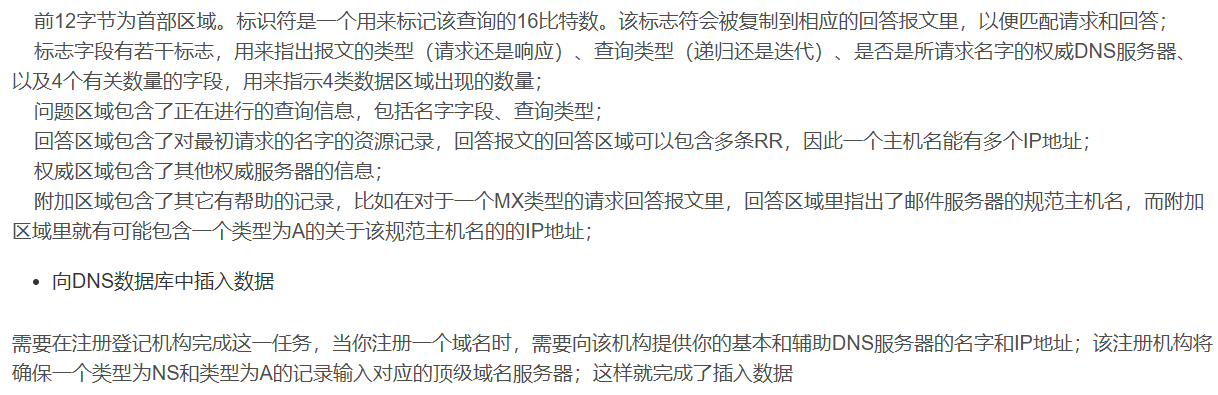 前12字节为首部区域。标识符是一个用来标记该查询的16比特数。该标志符会被复制到相应的回答报文里，以便匹配请求和回答；
标志字段有若干标志，用来指出报文的类型（请求还是响应）、查询类型（递归还是迭代）、是否是所请求名字的权威DNS服务器、
以及4个有关数量的字段，用来指示4类数据区域出现的数量；
问题区域包含了正在进行的查询信息，包括名字字段、查询类型；
回答区域包含了对最初请求的名字的资源记录，回答报文的回答区域可以包含多条RR，因此一个主机名能有多个IP地址；
权威区域包含了其他权威服务器的信息；
附加区域包含了其它有帮助的记录，比如在对于一个MX类型的请求回答报文里，回答区域里指出了邮件服务器的规范主机名，而附加
区域里就有可能包含一个类型为A的关于该规范主机名的的IP地址；
• 向DNS数据库中插入数据
需要在注册登记机构完成这一任务，当你注册一个域名时，需要向该机构提供你的基本和辅助DNS服务器的名字和IP地址；该注册机构将
确保一个类型为NS和类型为A的记录输入对应的顶级域名服务器；这样就完成了插入数据